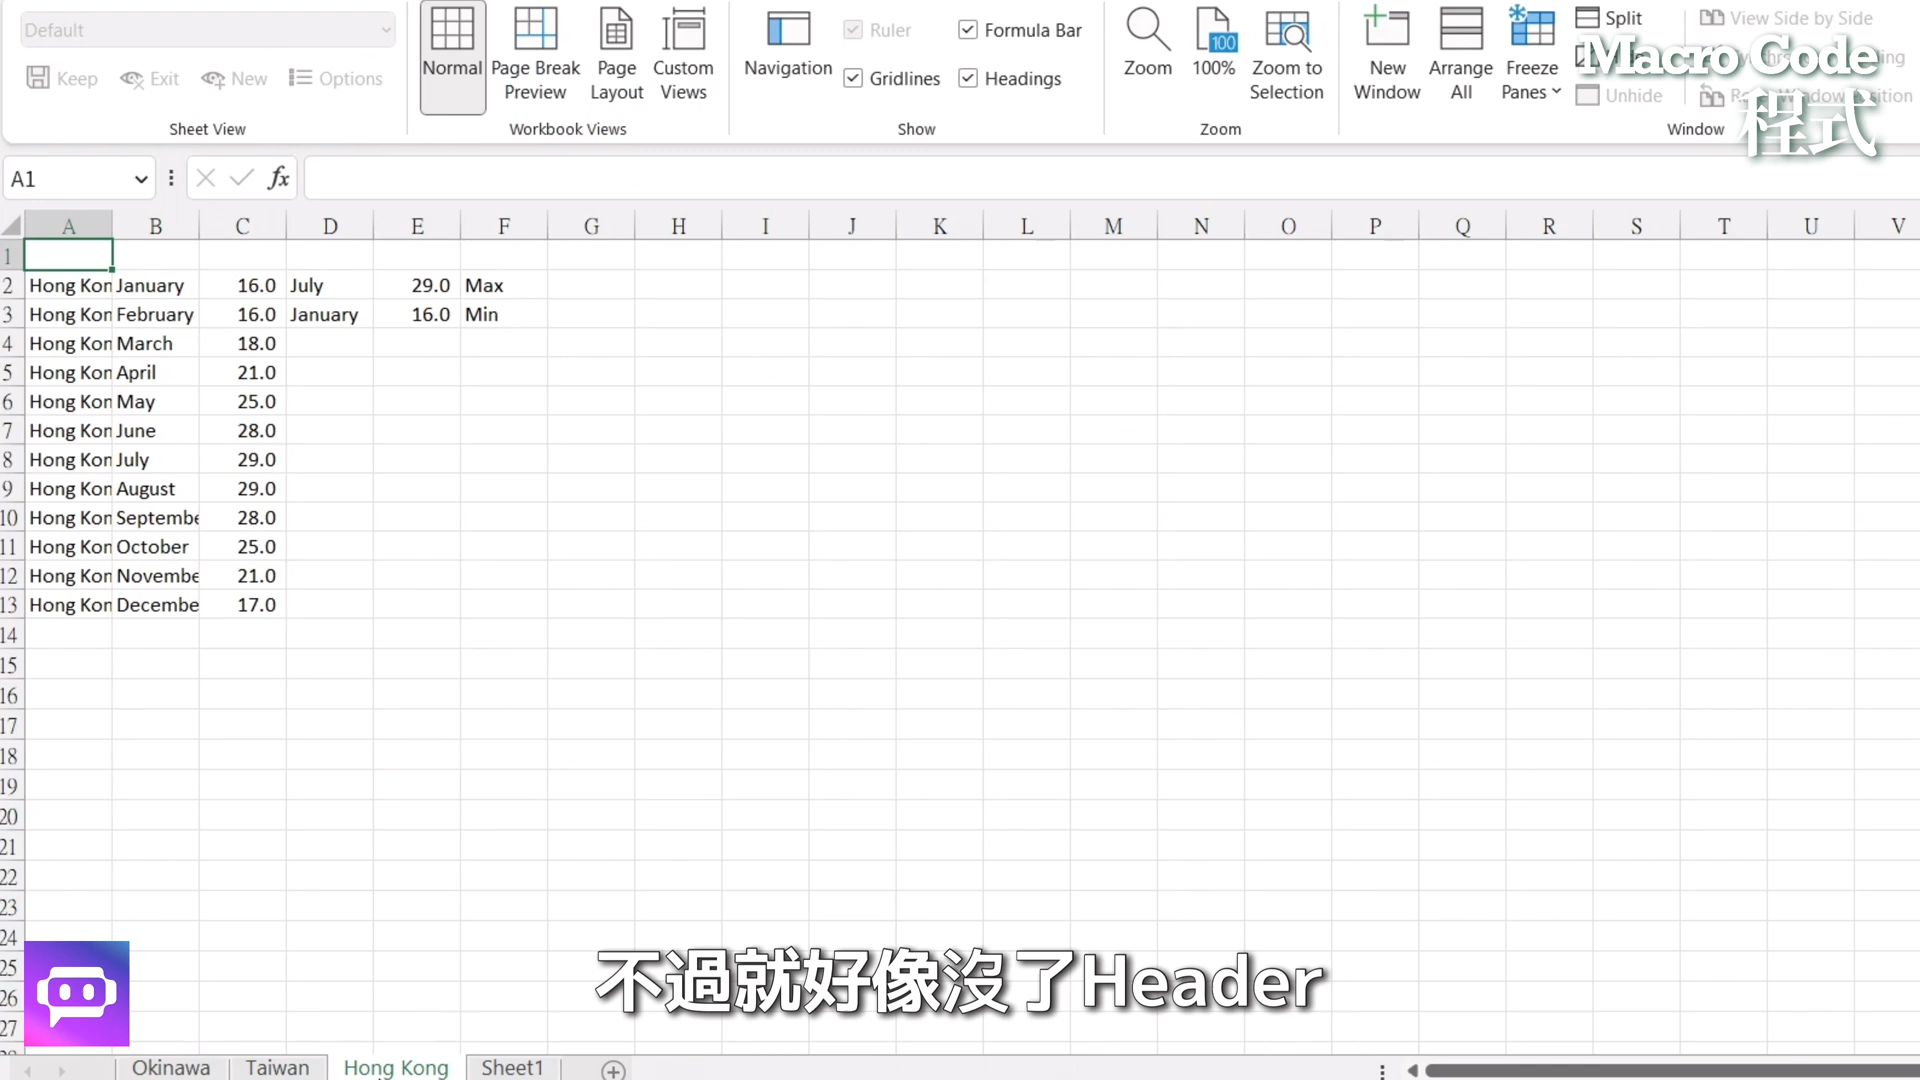 Default
Keep
Exit
New
Options
Sheet View
Normal
Page Break Preview
Page Layout
Custom Views
Workbook Views
Navigation
Ruler
Formula Bar
Gridlines
Headings
Show
Zoom
100
100%
Zoom to Selection
Zoom
New Window
Arrange All
Freeze Panes
Split
Unhide
View Side by Side
Window
Macro Code
程式
A1
fx
A B C D E F G H I J K L M N O P Q R S T U V
1
2 Hong Kon January 16.0 July 29.0 Max
3 Hong Kon February 16.0 January 16.0 Min
4 Hong Kon March 18.0
5 Hong Kon April 21.0
6 Hong Kon May 25.0
7 Hong Kon June 28.0
8 Hong Kon July 29.0
9 Hong Kon August 29.0
10 Hong Kon Septembe 28.0
11 Hong Kon October 25.0
12 Hong Kon Novembe 21.0
13 Hong Kon Decembe 17.0
14
15
16
17
18
19
20
21
22
23
24
25
26
27
不過就好像沒了Header
Okinawa Taiwan Hong Kong Sheet1